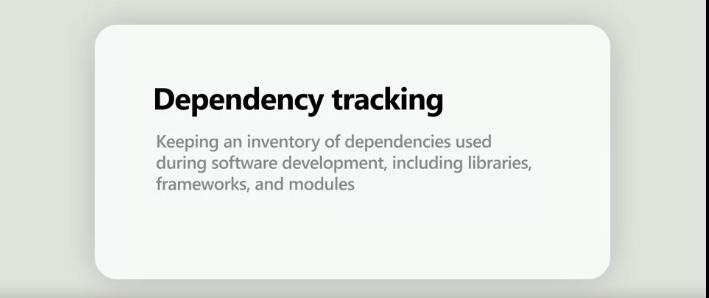 Dependency tracking
Keeping an inventory of dependencies used
during software development, including libraries,
frameworks, and modules